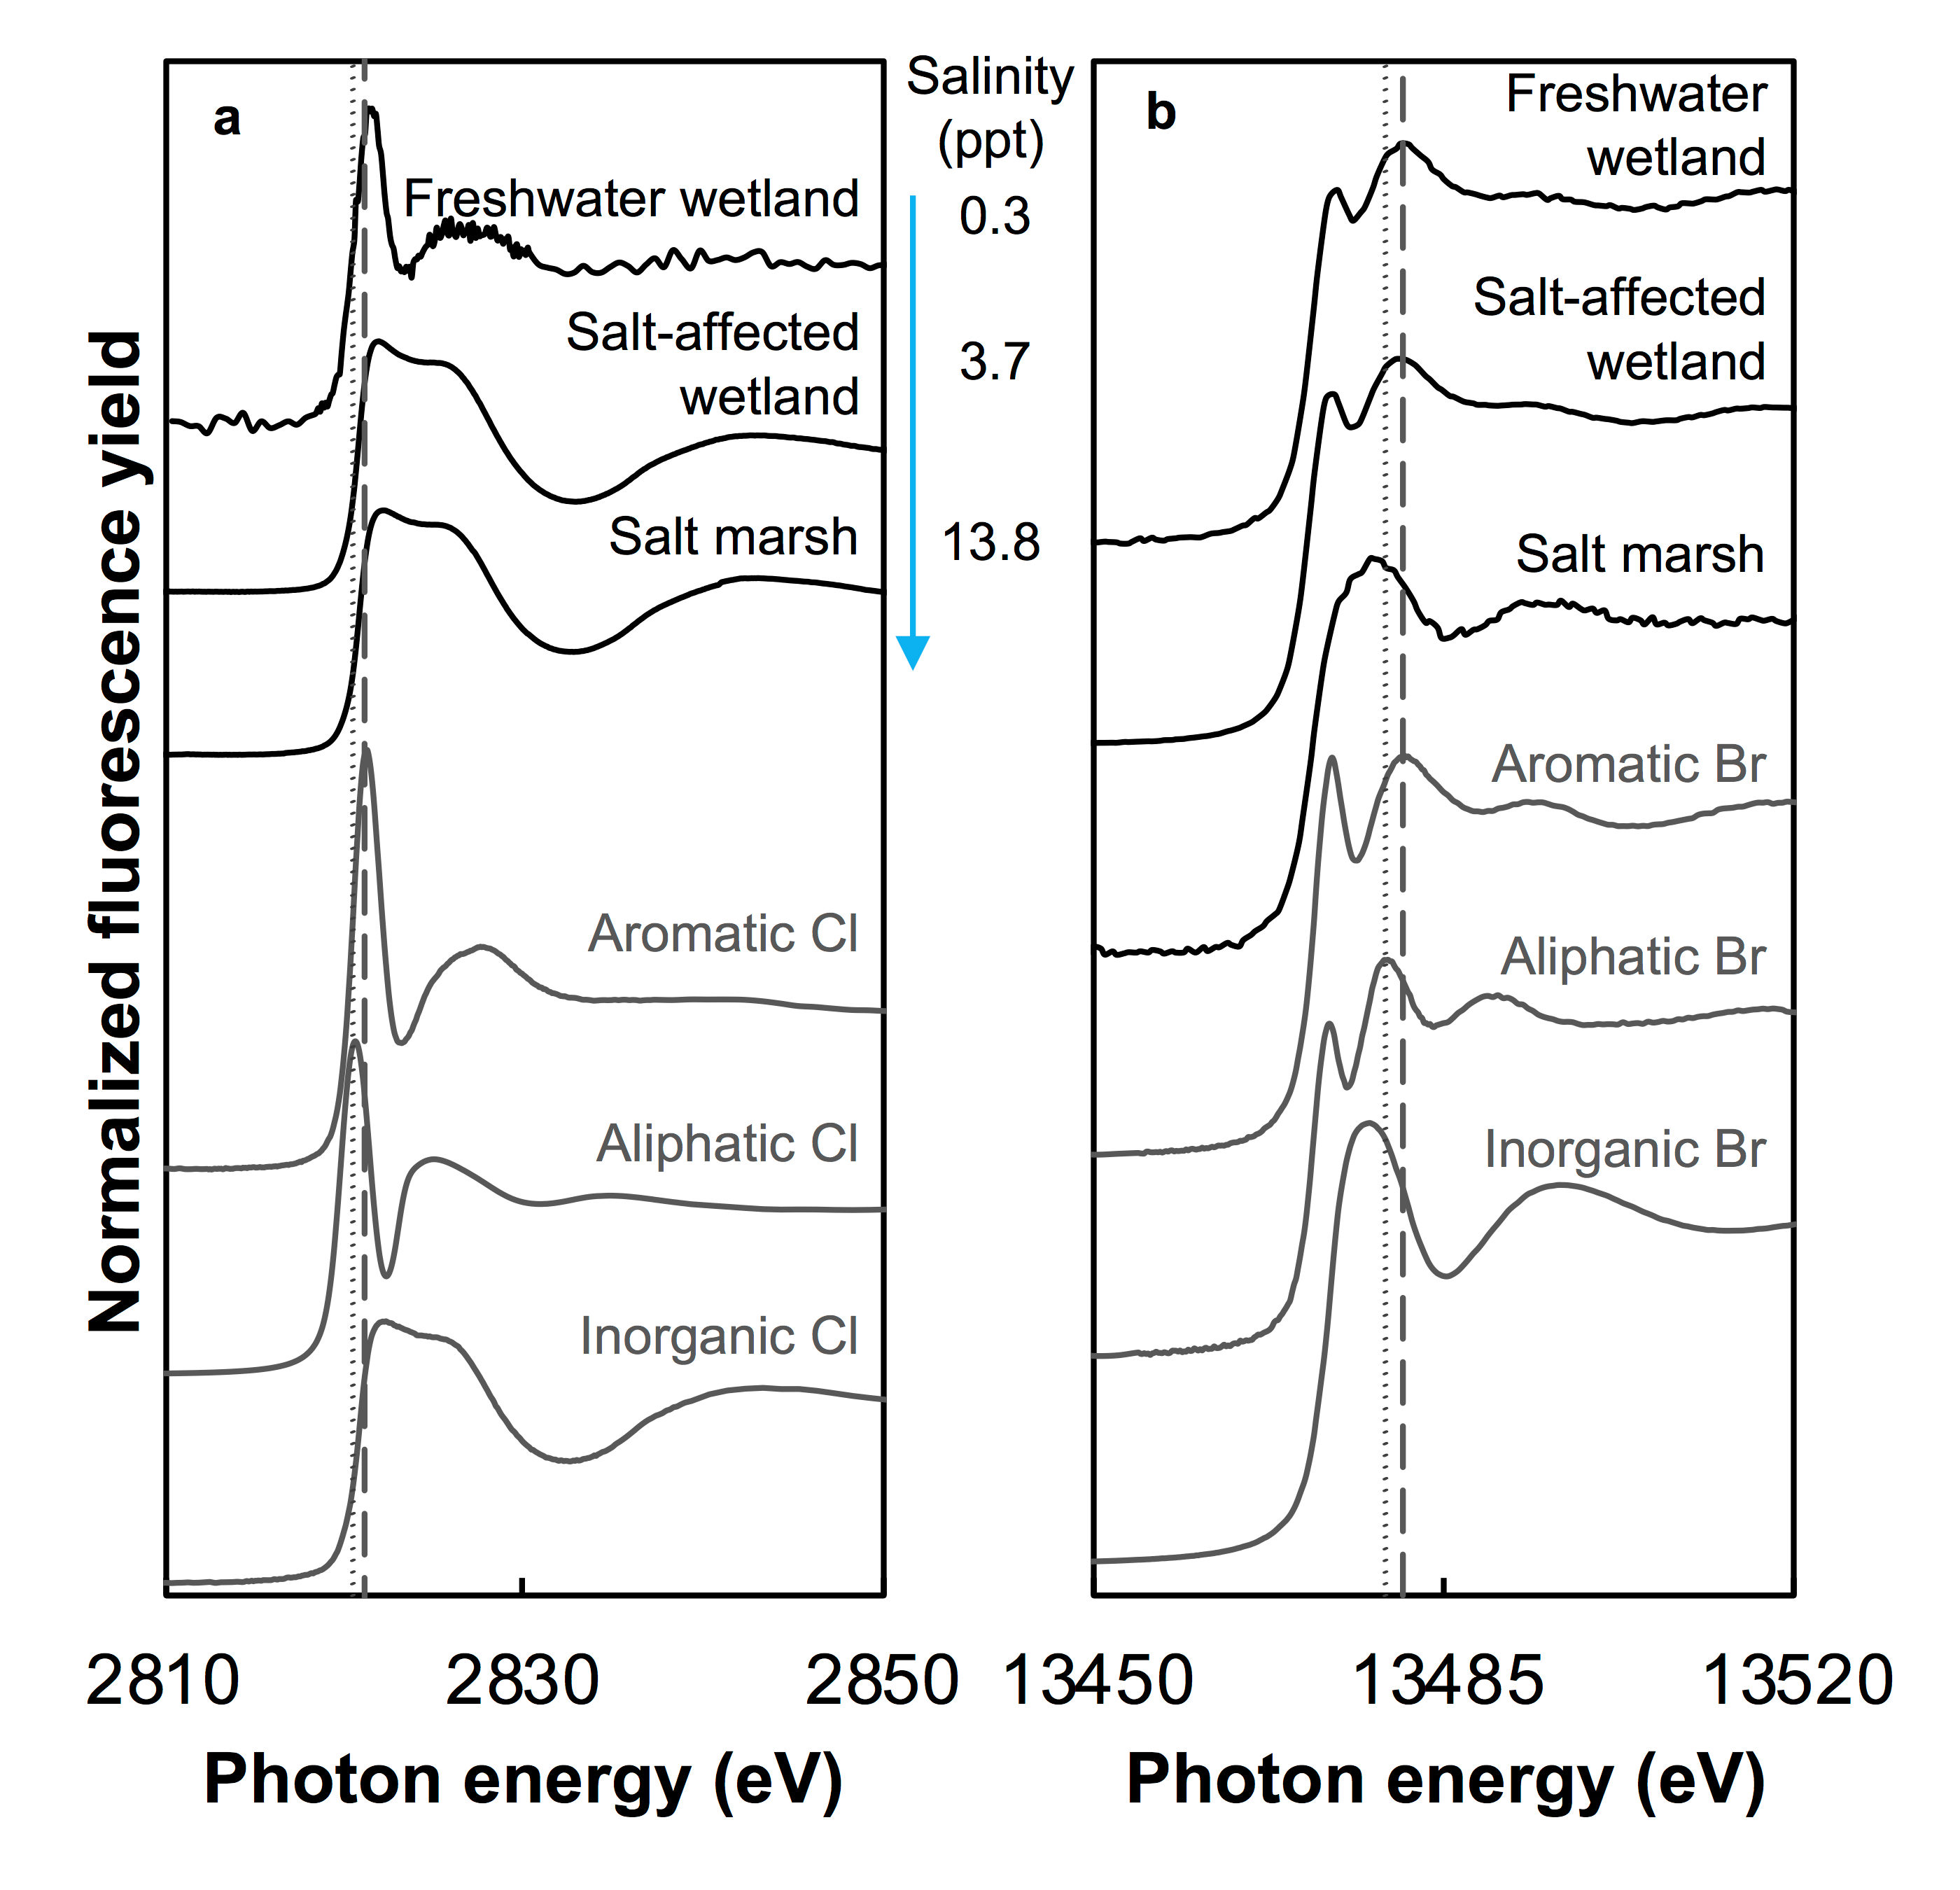 Normalized fluorescence yield
a
Freshwater wetland
Salt-affected
wetland
Salt marsh
Aromatic Cl
Aliphatic Cl
Inorganic Cl
2810
2830
2850
Photon energy (eV)
Salinity
(ppt)
0.3
3.7
13.8
b
Freshwater
wetland
Salt-affected
wetland
Salt marsh
Aromatic Br
Aliphatic Br
Inorganic Br
13450
13485
13520
Photon energy (eV)